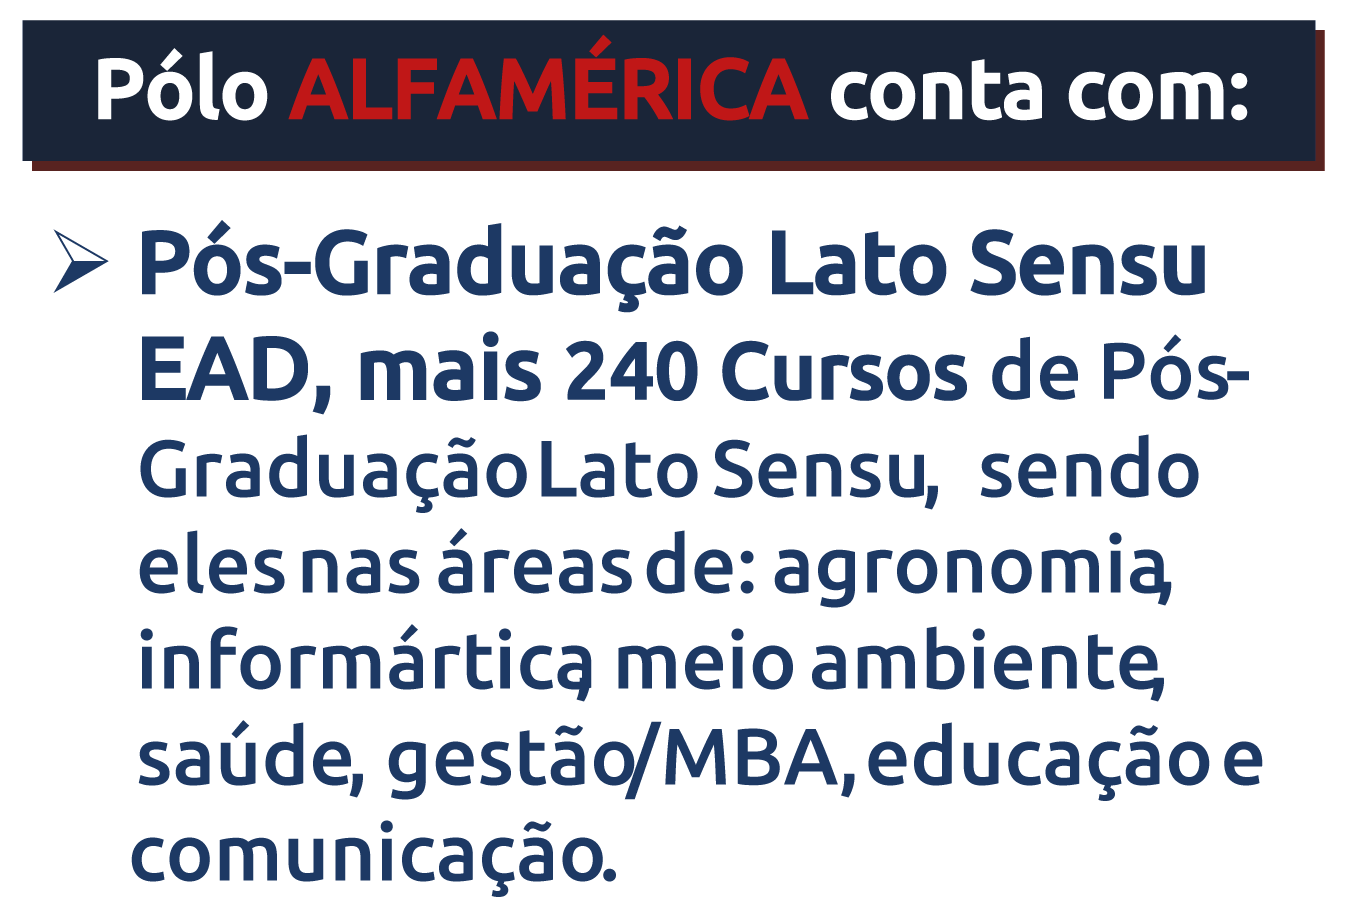 Pólo ALFAMÉRICA conta com:
➢ Pós-Graduação Lato Sensu
EAD, mais 240 Cursos de Pós-
Graduação Lato Sensu, sendo
eles nas áreas de: agronomia,
informártica, meio ambiente,
saúde, gestão/MBA, educação e
comunicação.